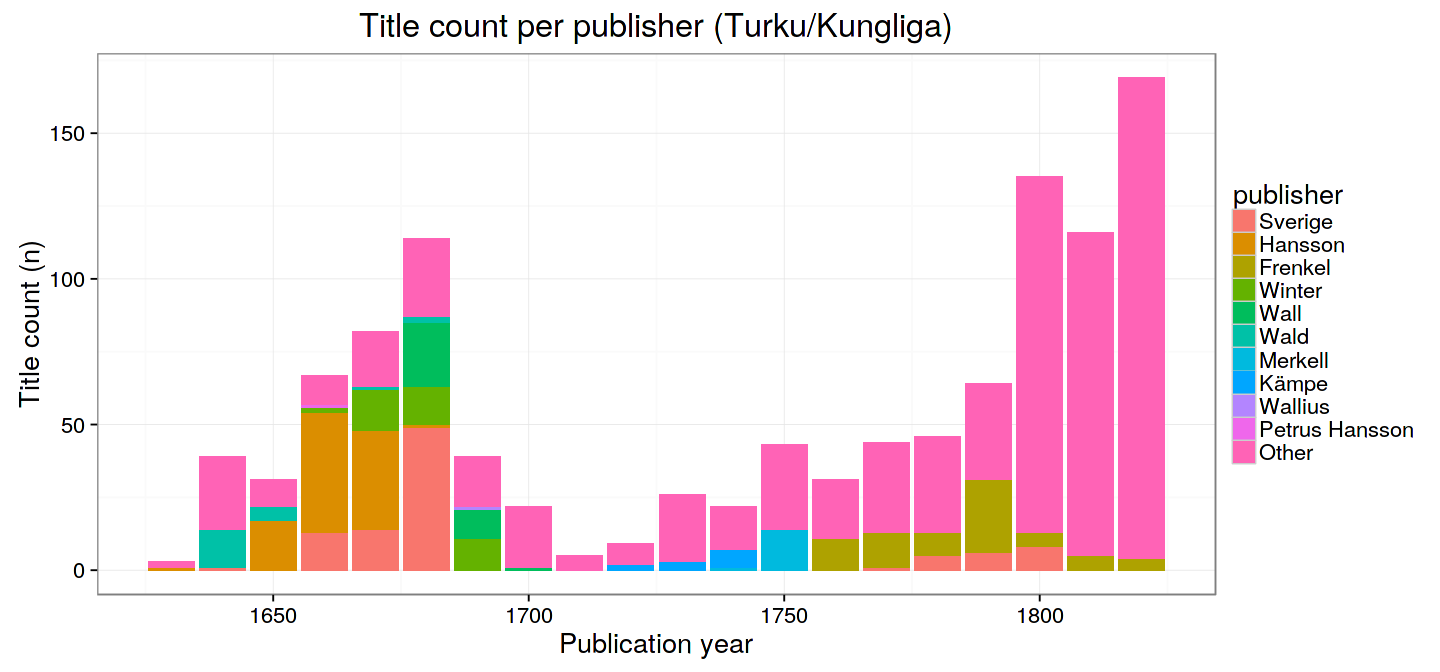 Title count per publisher (Turku/Kungliga)
Title count (n)
150
100
50
0
1650
1700
1750
1800
Publication year
publisher
Sverige
Hansson
Frenkel
Winter
Wall
Wald
Merkell
Kämpe
Wallius
Petrus Hansson
Other